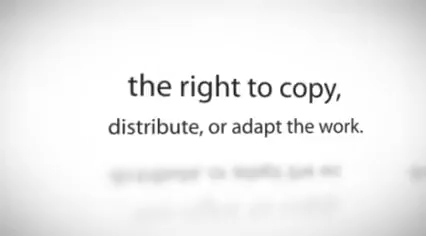 the right to copy,
distribute, or adapt the work.